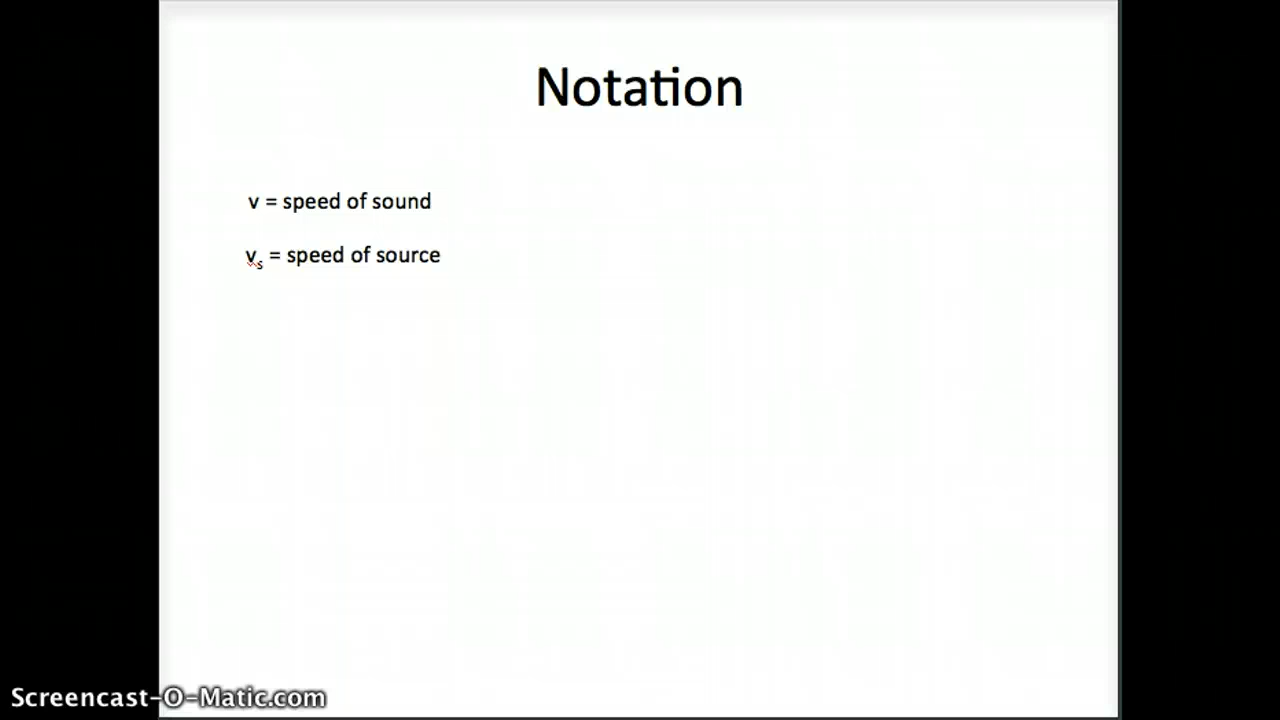 Notation
v = speed of sound
vₛ = speed of source
Screencast-O-Matic.com